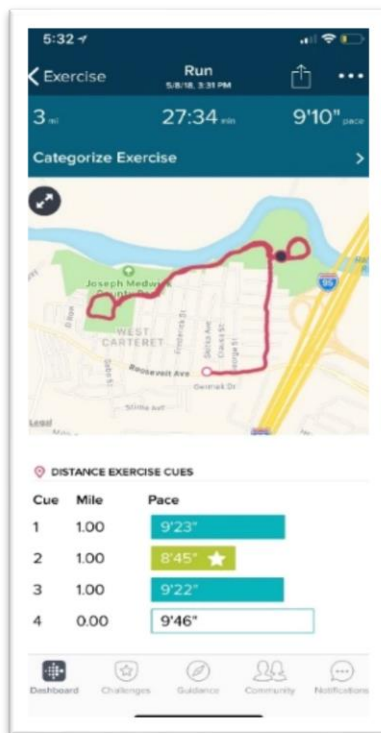 5:32
Exercise
Run
5/8/18, 3:31 PM
3 mi
27:34 min
9'10" pace
Categorize Exercise
Joseph Medwick
WEST
CARTERET
Roosevelt Ave
Dermak Dr
95
Legal
DISTANCE EXERCISE CUES
Cue Mile Pace
1 1.00 9'23"
2 1.00 8'45"
3 1.00 9'22"
4 0.00 9'46"
Dashboard Challenges Guidance Community Notifications